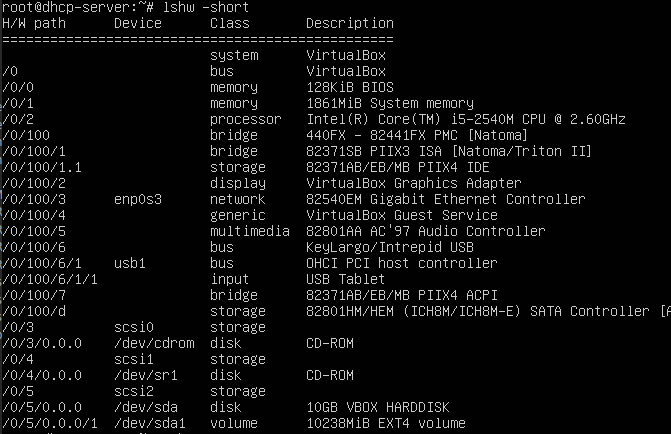 root@dhcp-server:~# lshw -short
H/W path Device Class Description
================================================
system VirtualBox
/0 bus VirtualBox
/0/0 memory 128KiB BIOS
/0/1 memory 1861MiB System memory
/0/2 processor Intel(R) Core(TM) i5-2540M CPU @ 2.60GHz
/0/100 bridge 440FX - 82441FX PMC [Natoma]
/0/100/1 bridge 82371SB PIIX3 ISA [Natoma/Triton II]
/0/100/1.1 storage 82371AB/EB/MB PIIX4 IDE
/0/100/2 display VirtualBox Graphics Adapter
/0/100/3 enp0s3 network 82540EM Gigabit Ethernet Controller
/0/100/4 generic VirtualBox Guest Service
/0/100/5 multimedia 82801AA AC'97 Audio Controller
/0/100/6 bus KeyLargo/Intrepid USB
/0/100/6/1 usb1 bus OHCI PCI host controller
/0/100/6/1/1 input USB Tablet
/0/100/7 bridge 82371AB/EB/MB PIIX4 ACPI
/0/100/d storage 82801HM/HEM (ICH8M/ICH8M-E) SATA Controller [A
/0/3 scsi0 storage
/0/3/0.0.0 /dev/cdrom disk CD-ROM
/0/4 scsi1 storage
/0/4/0.0.0 /dev/sr1 disk CD-ROM
/0/5 scsi2 storage
/0/5/0.0.0 /dev/sda disk 10GB VBOX HARDDISK
/0/5/0.0.0/1 /dev/sda1 volume 10238MiB EXT4 volume